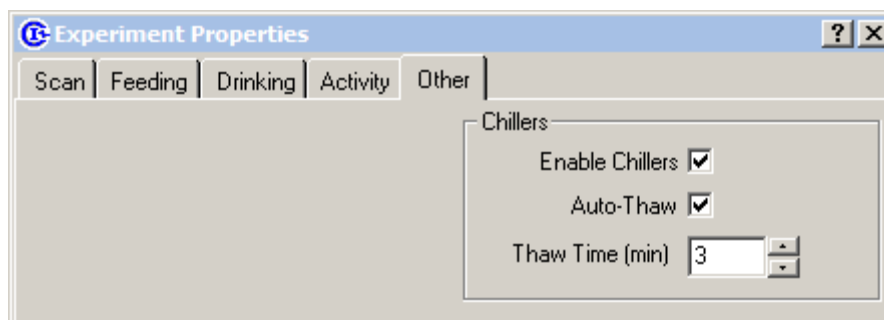 Experiment Properties
Scan Feeding Drinking Activity Other
Chillers
Enable Chillers
Auto-Thaw
Thaw Time (min) 3